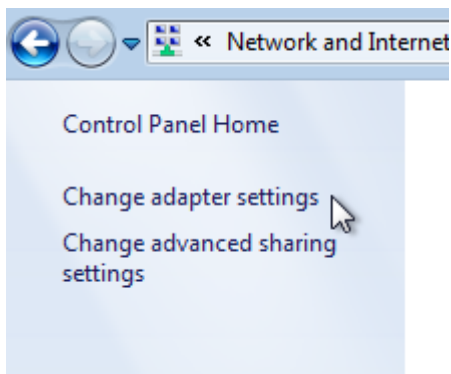 « Network and Internet
Control Panel Home
Change adapter settings
Change advanced sharing
settings